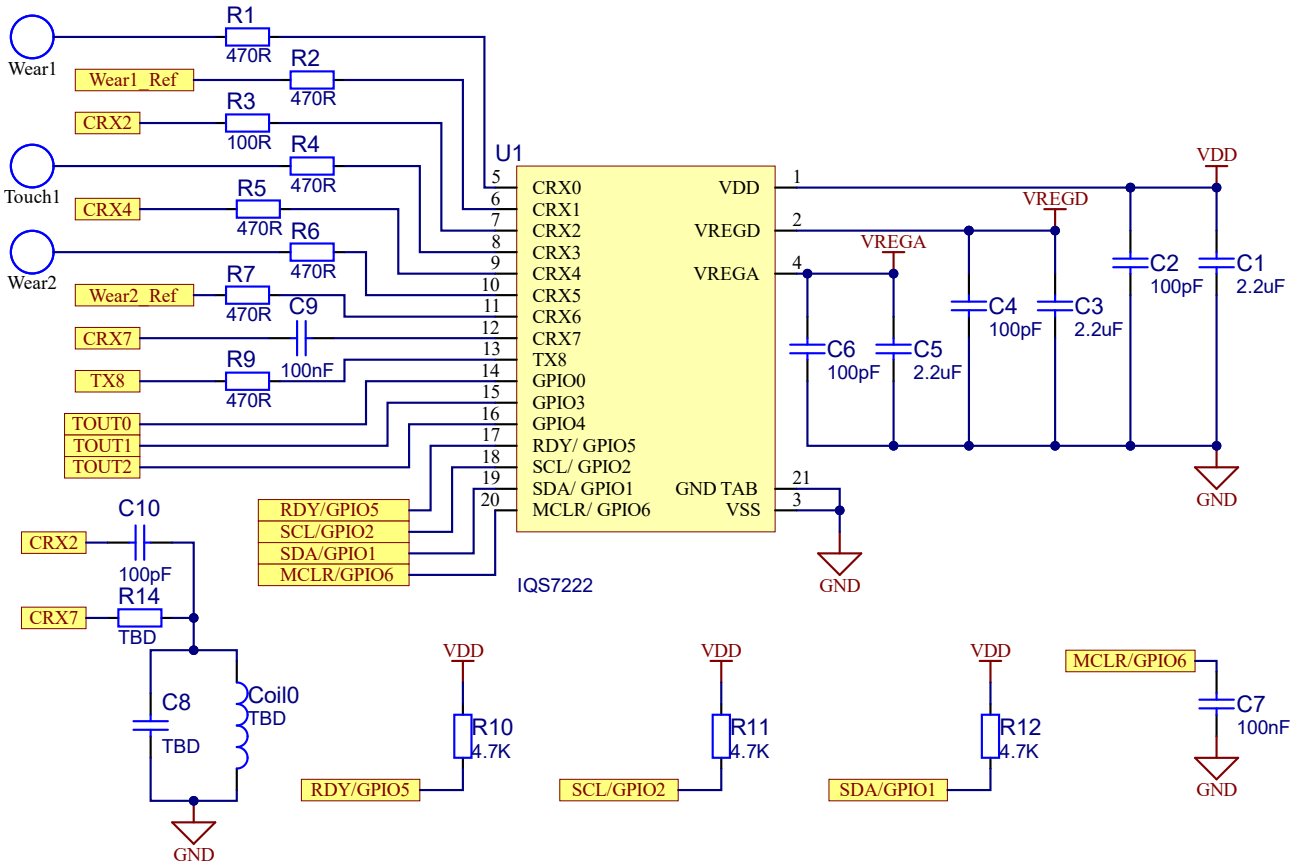 R1
470R
Wear1
R2
Wear1_Ref
470R
R3
CRX2
100R
R4
470R
Touch1
R5
CRX4
470R
R6
470R
Wear2
R7
Wear2_Ref
470R
C9
CRX7
100nF
R9
TX8
470R
TOUT0
TOUT1
TOUT2
RDY/GPIO5
SCL/GPIO2
SDA/GPIO1
MCLR/GPIO6
U1
5 CRX0
6 CRX1
7 CRX2
8 CRX3
9 CRX4
10 CRX5
11 CRX6
12 CRX7
13 TX8
14 GPIO0
15 GPIO3
16 GPIO4
17 RDY/ GPIO5
18 SCL/ GPIO2
19 SDA/ GPIO1
20 MCLR/ GPIO6
VDD 1
VREGD 2
VREGA 4
GND TAB 21
VSS 3
IQS7222
GND
VDD
VREGD
VREGA
C2
100pF
C1
2.2uF
C4
100pF
C3
2.2uF
C6
100pF
C5
2.2uF
GND
C10
CRX2
100pF
R14
CRX7
TBD
C8
TBD
Coil0
TBD
GND
VDD
R10
4.7K
RDY/GPIO5
VDD
R11
4.7K
SCL/GPIO2
VDD
R12
4.7K
SDA/GPIO1
MCLR/GPIO6
C7
100nF
GND